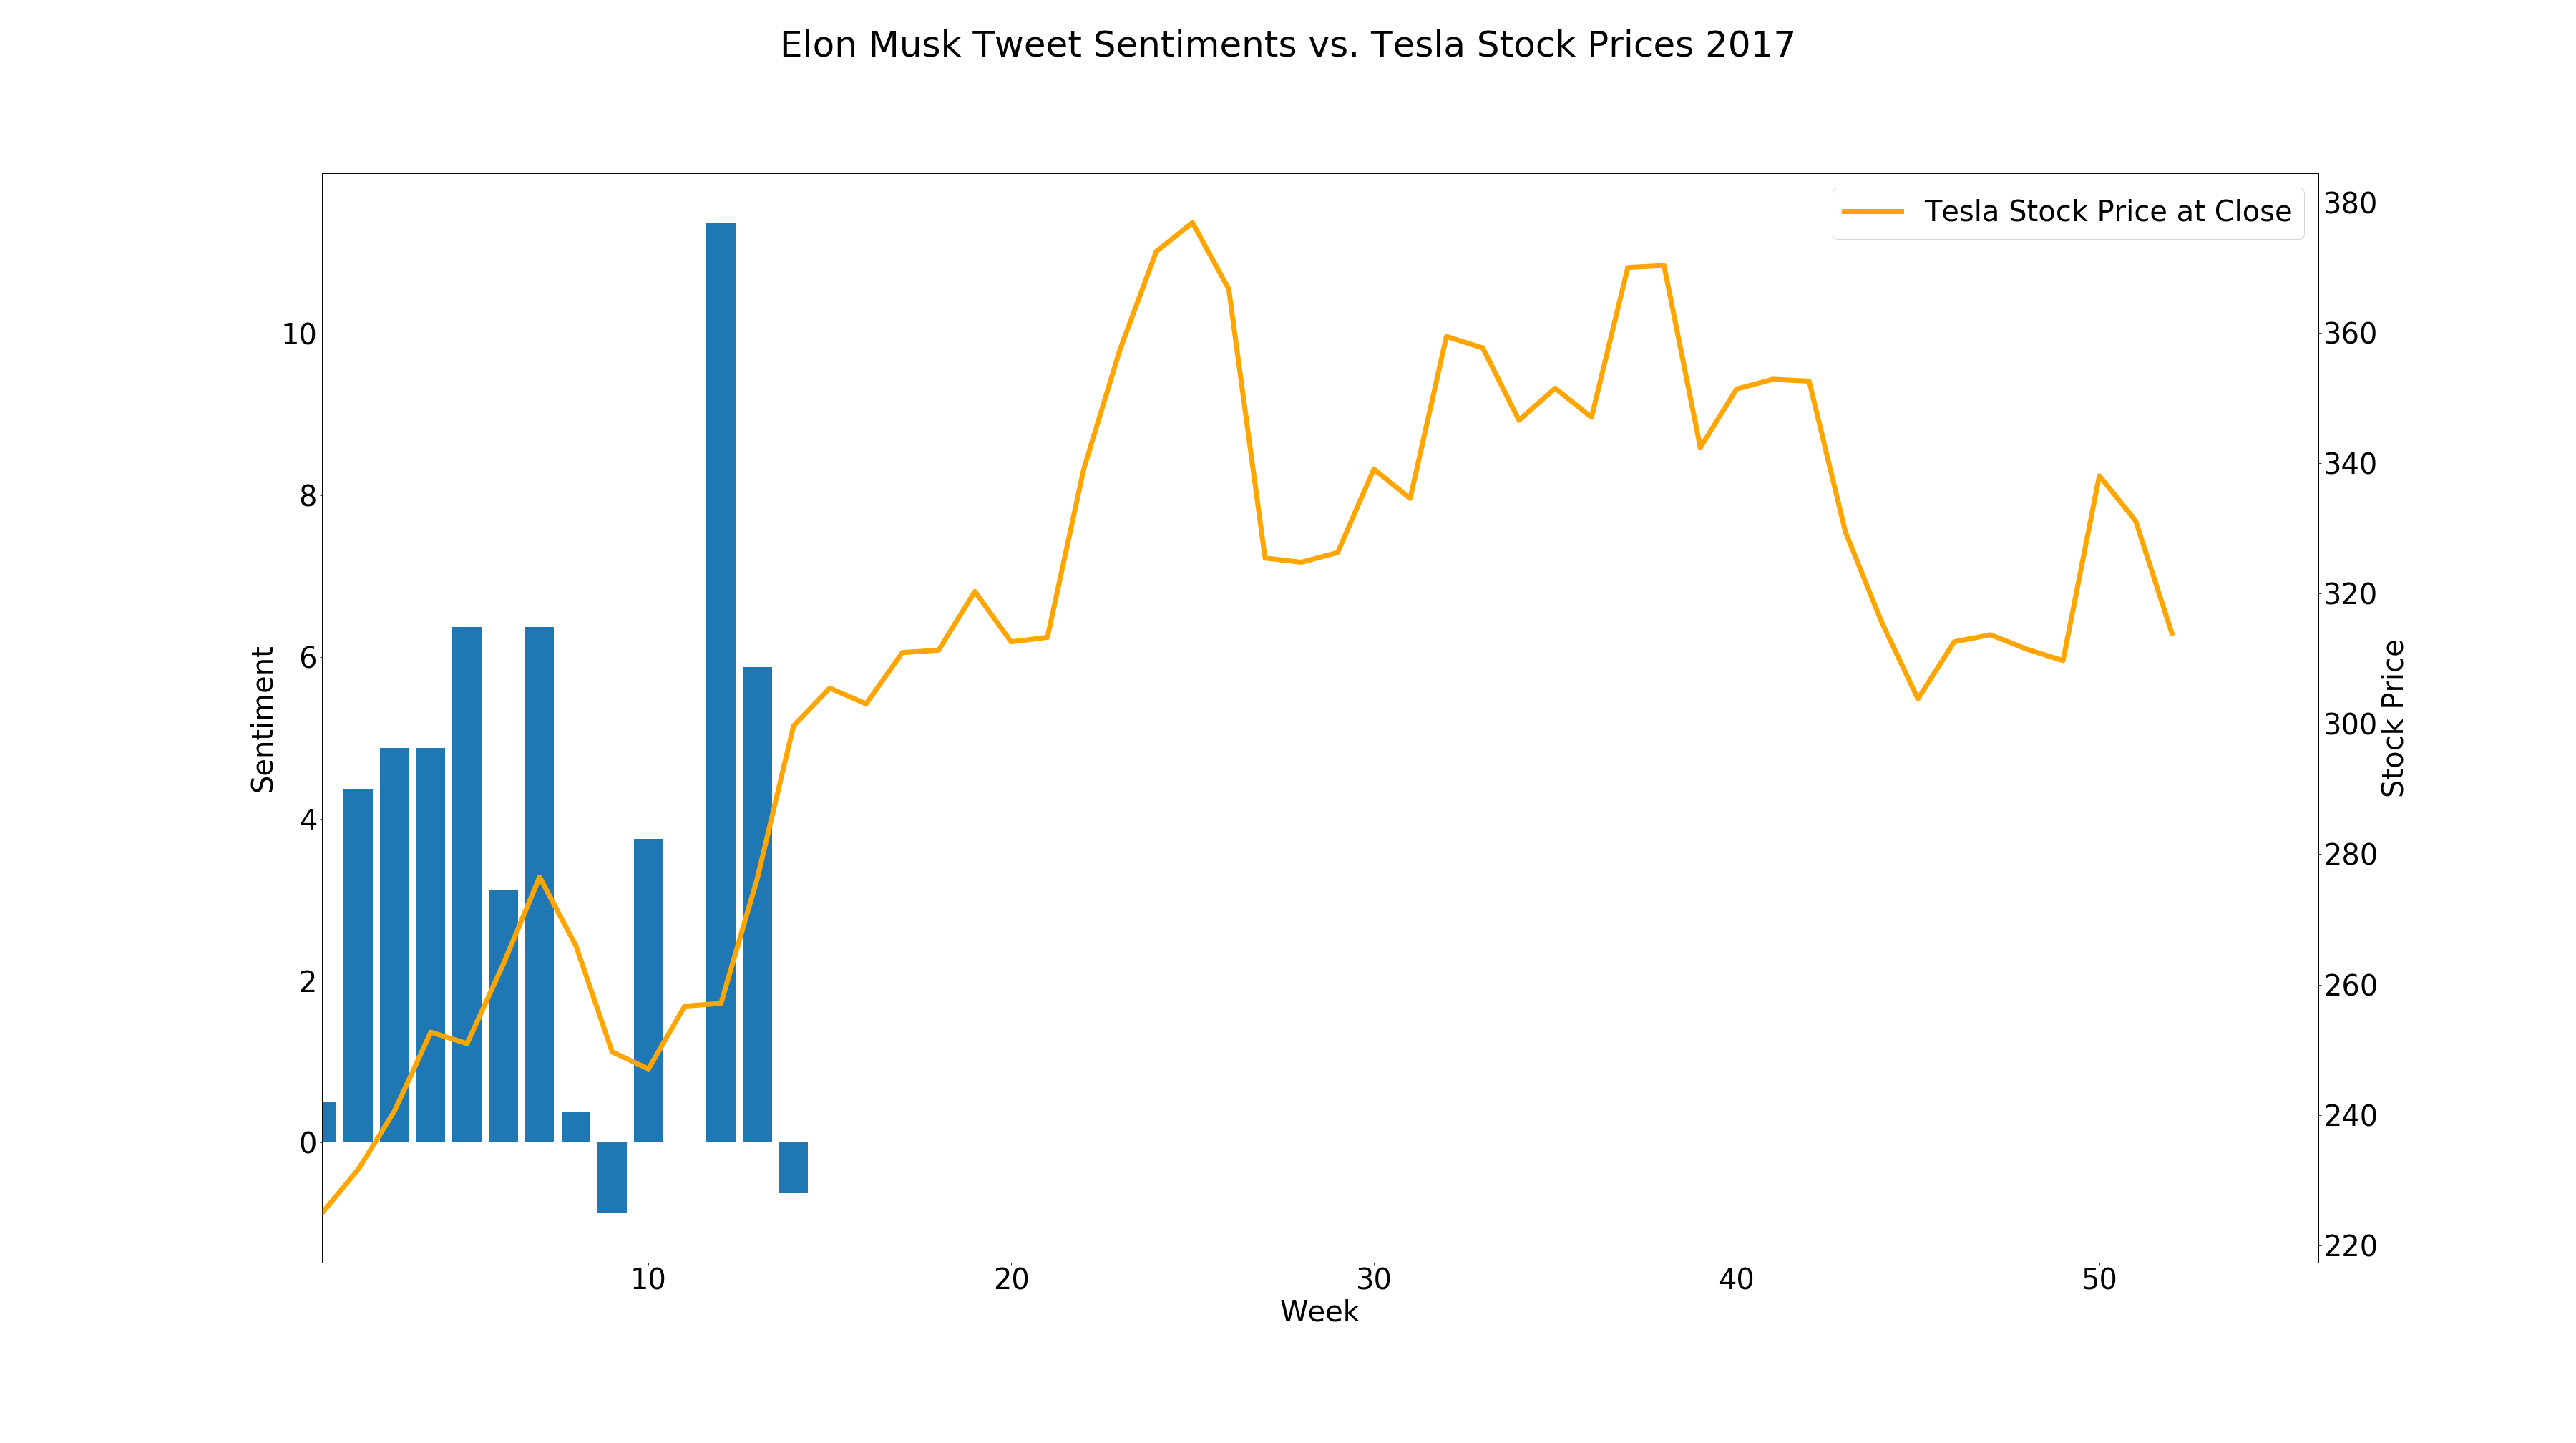 Elon Musk Tweet Sentiments vs. Tesla Stock Prices 2017
Tesla Stock Price at Close
Sentiment
10
8
6
4
2
0
380
360
340
320
300
280
260
240
220
Stock Price
10 20 30 40 50
Week